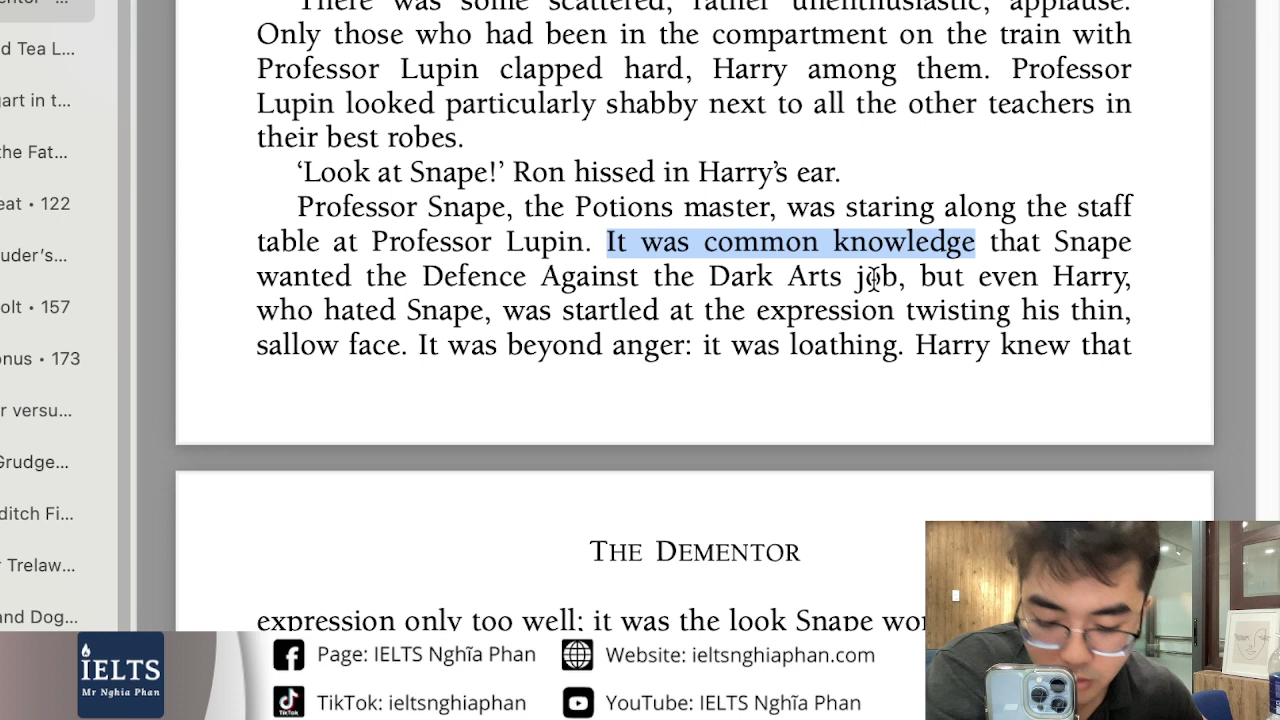 entor
d Tea L...
gart in t...
the Fat...
eat • 122
uder's...
olt • 157
onus • 173
r versu...
Grudge...
ditch Fi...
r Trelaw...
and Dog...
There was some scattered, rather unenthusiastic, applause.
Only those who had been in the compartment on the train with
Professor Lupin clapped hard, Harry among them. Professor
Lupin looked particularly shabby next to all the other teachers in
their best robes.
‘Look at Snape!’ Ron hissed in Harry’s ear.
Professor Snape, the Potions master, was staring along the staff
table at Professor Lupin. It was common knowledge that Snape
wanted the Defence Against the Dark Arts job, but even Harry,
who hated Snape, was startled at the expression twisting his thin,
sallow face. It was beyond anger: it was loathing. Harry knew that
THE DEMENTOR
expression only too well; it was the look Snape wor
IELTS
Mr Nghia Phan
Page: IELTS Nghĩa Phan
Website: ieltsnghiaphan.com
TikTok
TikTok: ieltsnghiaphan
YouTube: IELTS Nghĩa Phan